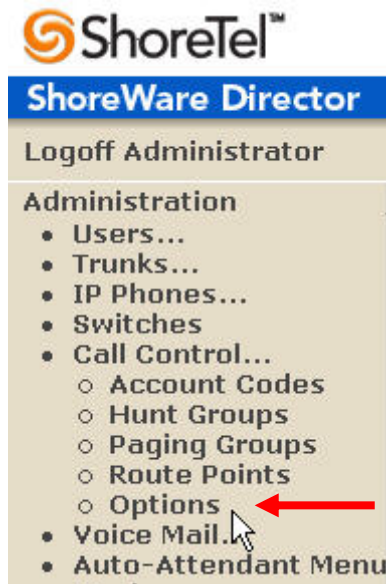 ShoreTel™
ShoreWare Director
Logoff Administrator
Administration
• Users...
• Trunks...
• IP Phones...
• Switches
• Call Control...
○ Account Codes
○ Hunt Groups
○ Paging Groups
○ Route Points
○ Options
• Voice Mail...
• Auto-Attendant Menu